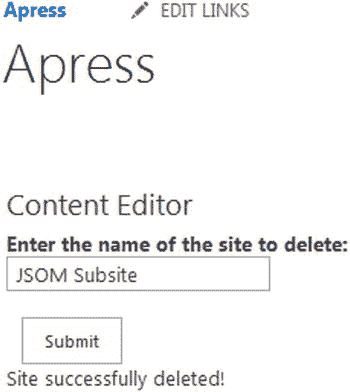 Apress EDIT LINKS
Apress
Content Editor
Enter the name of the site to delete:
JSOM Subsite
Submit
Site successfully deleted!